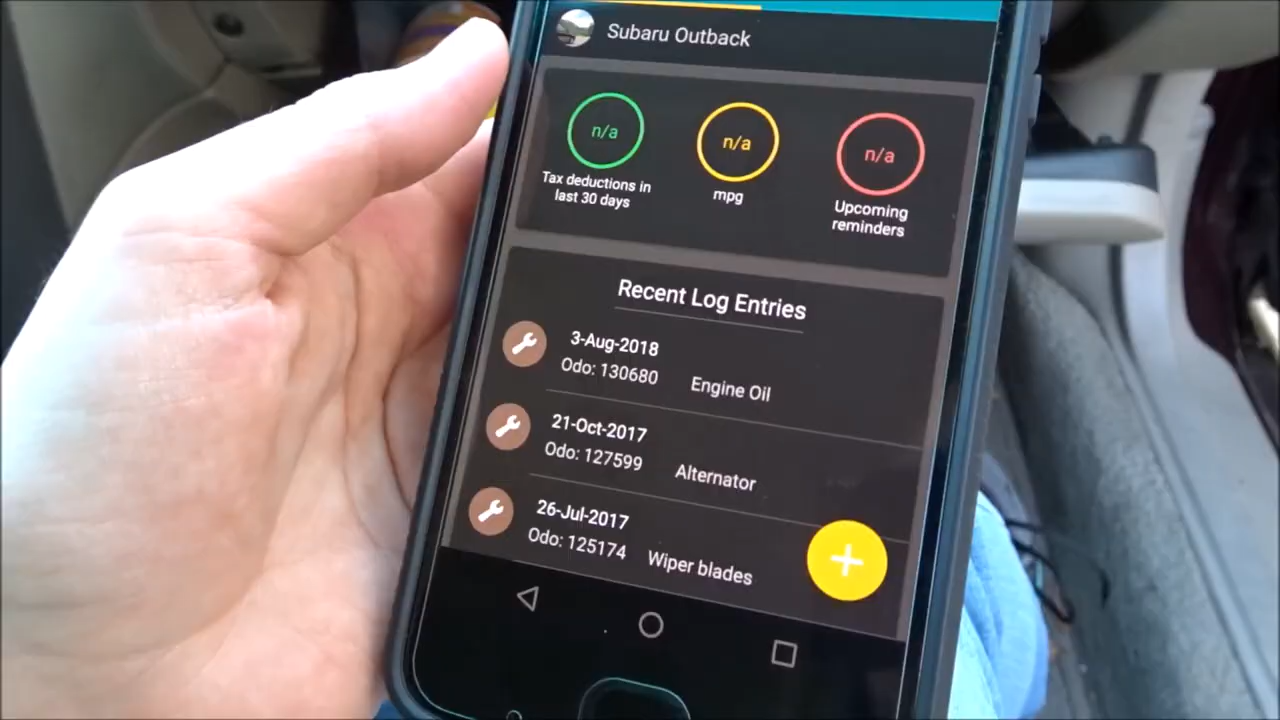 Subaru Outback
n/a
n/a
n/a
Tax deductions in
last 30 days
mpg
Upcoming
reminders
Recent Log Entries
3-Aug-2018
Odo: 130680 Engine Oil
21-Oct-2017
Odo: 127599 Alternator
26-Jul-2017
Odo: 125174 Wiper blades